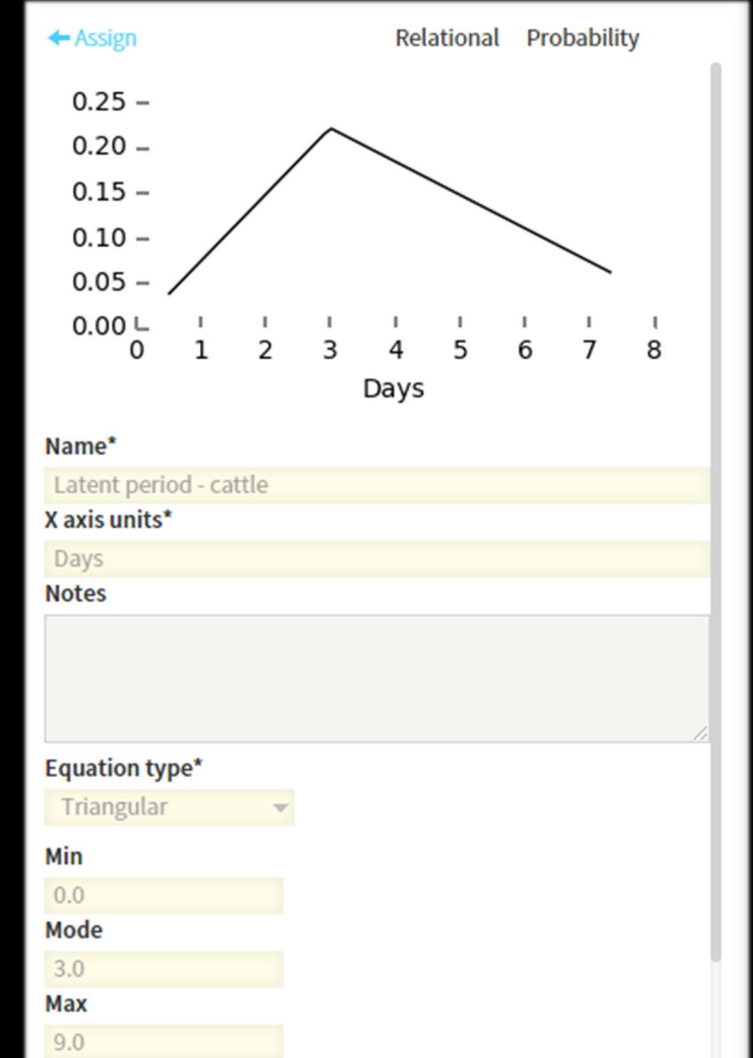 Assign Relational Probability
0.25
0.20
0.15
0.10
0.05
0.00
0 1 2 3 4 5 6 7 8
Days
Name*
Latent period - cattle
X axis units*
Days
Notes
Equation type*
Triangular
Min
0.0
Mode
3.0
Max
9.0